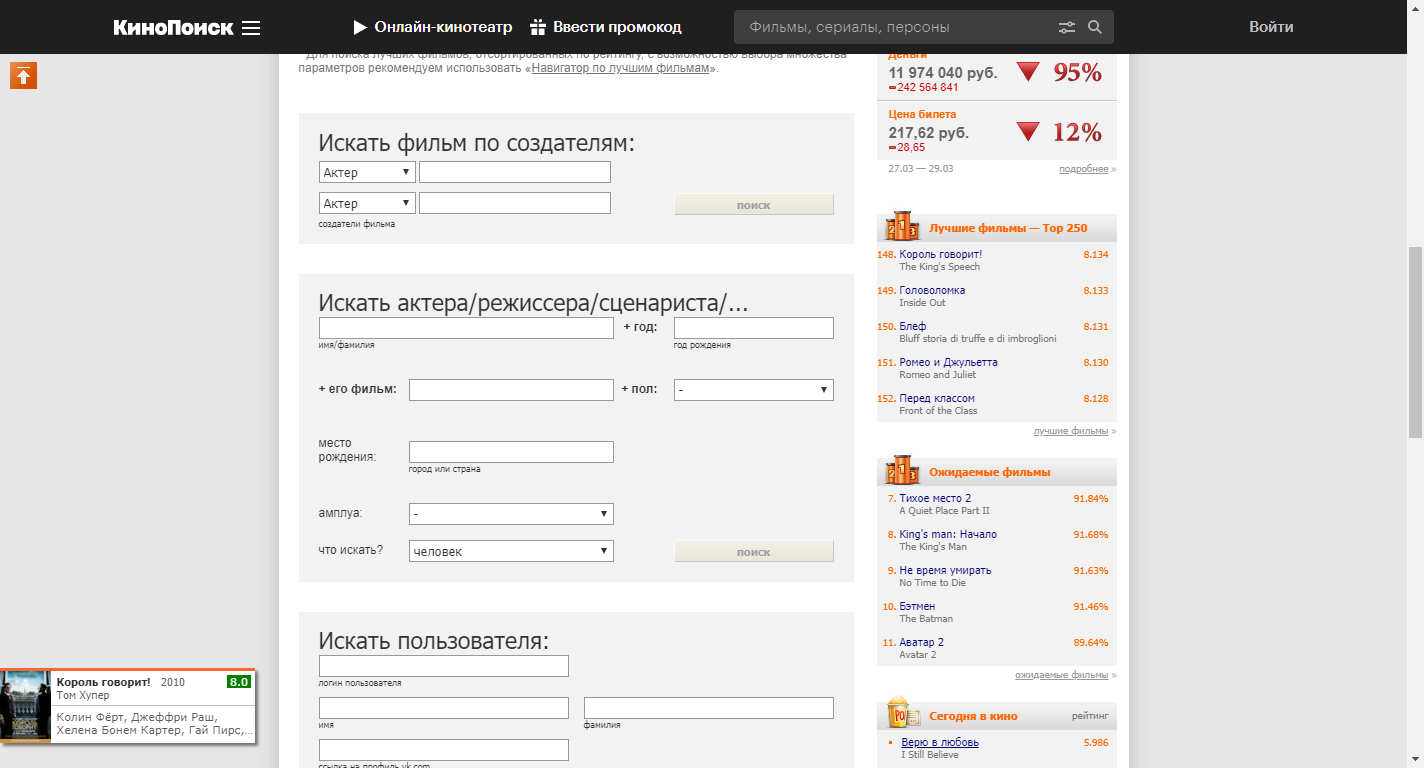 КиноПоиск
Онлайн-кинотеатр
Ввести промокод
Фильмы, сериалы, персоны
Войти
Для поиска лучших фильмов, отсортированных по рейтингу, с возможностью выбора множества
параметров рекомендуем использовать «Навигатор по лучшим фильмам».
Искать фильм по создателям:
Актер
Актер
поиск
создатели фильма
Искать актера/режиссера/сценариста/...
+ год:
имя/фамилия
год рождения
+ его фильм:
+ пол:
-
место
рождения:
город или страна
амплуа:
-
что искать?
человек
поиск
Искать пользователя:
логин пользователя
имя
фамилия
ссылка на профиль vk.com
Деньги
11 974 040 руб.
95%
242 564 841
Цена билета
217,62 руб.
12%
28,65
27.03 — 29.03
подробнее »
Лучшие фильмы — Top 250
148. Король говорит! 8.134
The King's Speech
149. Головоломка 8.133
Inside Out
150. Блеф 8.131
Bluff storia di truffe e di imbroglioni
151. Ромео и Джульетта 8.130
Romeo and Juliet
152. Перед классом 8.128
Front of the Class
лучшие фильмы »
Ожидаемые фильмы
7. Тихое место 2 91.84%
A Quiet Place Part II
8. King's man: Начало 91.68%
The King's Man
9. Не время умирать 91.63%
No Time to Die
10. Бэтмен 91.46%
The Batman
11. Аватар 2 89.64%
Avatar 2
ожидаемые фильмы »
Сегодня в кино
рейтинг
Верю в любовь 5.986
I Still Believe
Король говорит! 2010 8.0
Том Хупер
Колин Фёрт, Джеффри Раш,
Хелена Бонем Картер, Гай Пирс,...